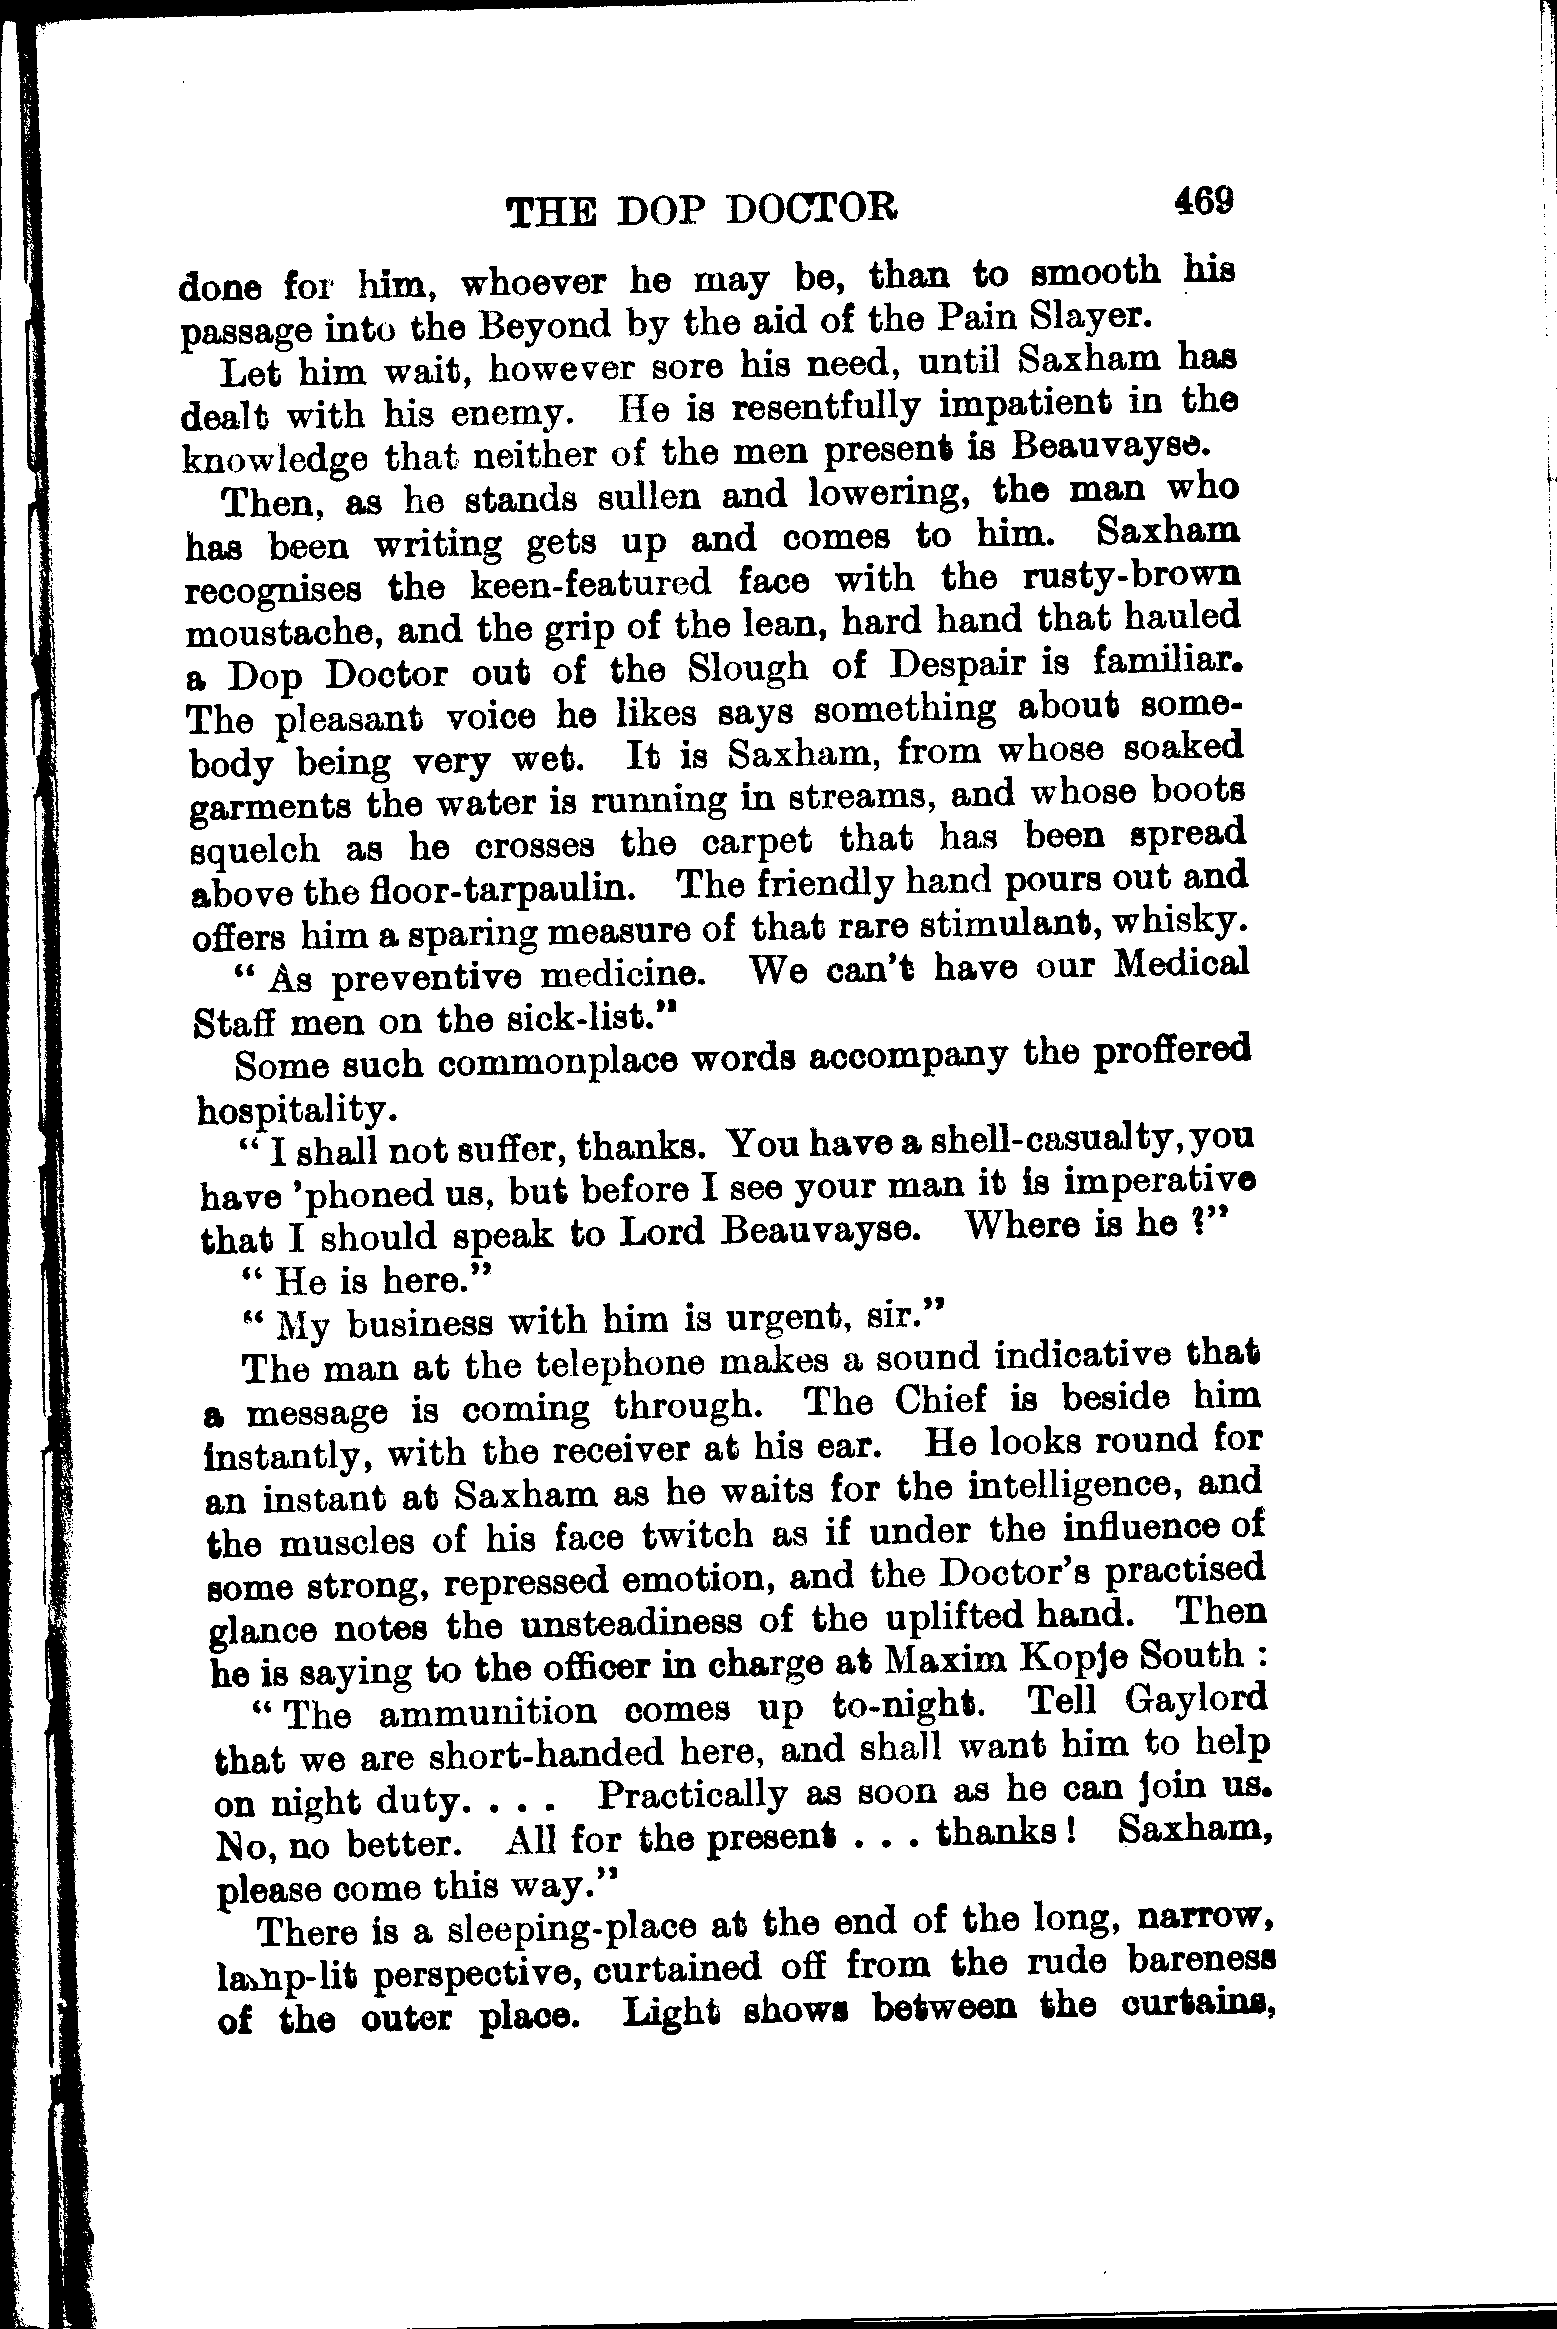 THE DOP DOCTOR 469
done for him, whoever he may be, than to smooth his
passage into the Beyond by the aid of the Pain Slayer.
Let him wait, however sore his need, until Saxham has
dealt with his enemy. He is resentfully impatient in the
knowledge that neither of the men present is Beauvayse.
Then, as he stands sullen and lowering, the man who
has been writing gets up and comes to him. Saxham
recognises the keen-featured face with the rusty-brown
moustache, and the grip of the lean, hard hand that hauled
a Dop Doctor out of the Slough of Despair is familiar.
The pleasant voice he likes says something about some-
body being very wet. It is Saxham, from whose soaked
garments the water is running in streams, and whose boots
squelch as he crosses the carpet that has been spread
above the floor-tarpaulin. The friendly hand pours out and
offers him a sparing measure of that rare stimulant, whisky.
" As preventive medicine. We can't have our Medical
Staff men on the sick-list."
Some such commonplace words accompany the proffered
hospitality.
" I shall not suffer, thanks. You have a shell-casualty, you
have 'phoned us, but before I see your man it is imperative
that I should speak to Lord Beauvayse. Where is he ?"
" He is here."
" My business with him is urgent, sir."
The man at the telephone makes a sound indicative that
a message is coming through. The Chief is beside him
instantly, with the receiver at his ear. He looks round for
an instant at Saxham as he waits for the intelligence, and
the muscles of his face twitch as if under the influence of
some strong, repressed emotion, and the Doctor's practised
glance notes the unsteadiness of the uplifted hand. Then
he is saying to the officer in charge at Maxim Kopje South :
" The ammunition comes up to-night. Tell Gaylord
that we are short-handed here, and shall want him to help
on night duty. . . . Practically as soon as he can join us.
No, no better. All for the present . . . thanks ! Saxham,
please come this way."
There is a sleeping-place at the end of the long, narrow,
lamp-lit perspective, curtained off from the rude bareness
of the outer place. Light shows between the curtains,